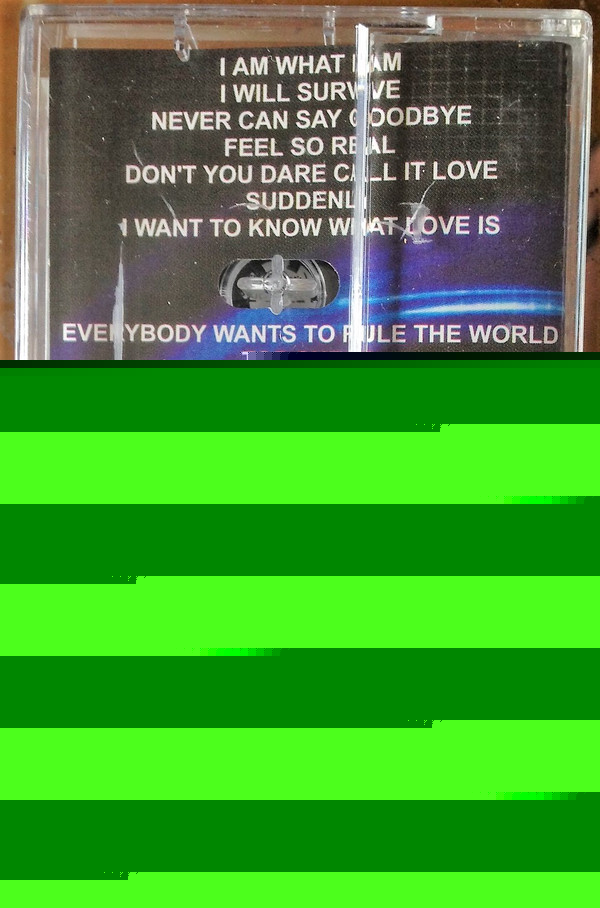 I AM WHAT I AM
I WILL SURVIVE
NEVER CAN SAY GOODBYE
FEEL SO REAL
DON'T YOU DARE CALL IT LOVE
SUDDENLY
I WANT TO KNOW WHAT LOVE IS
EVERYBODY WANTS TO RULE THE WORLD